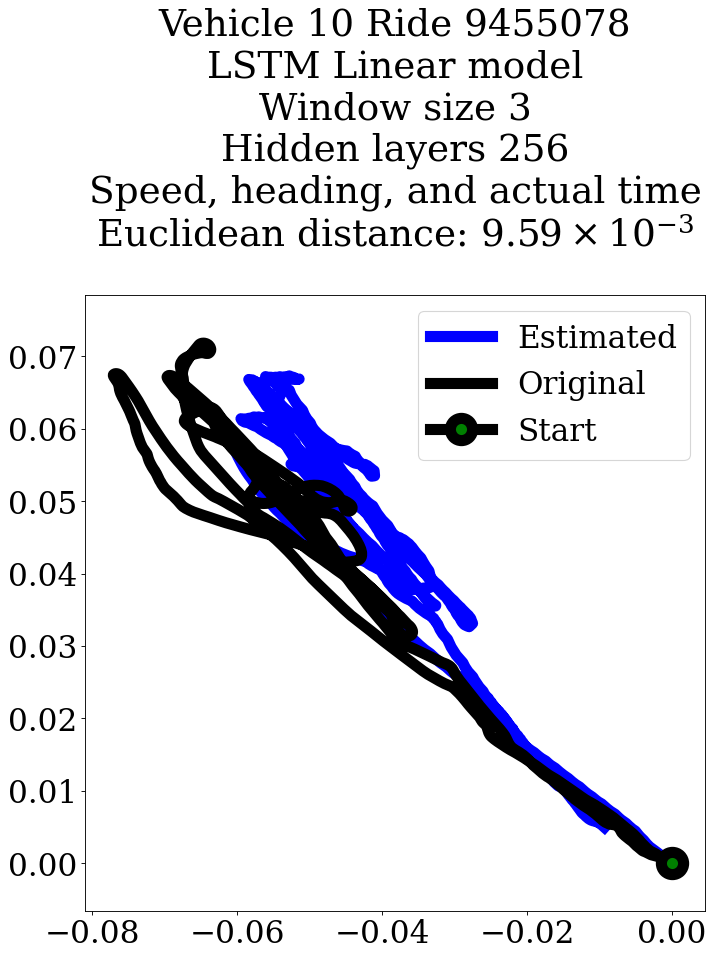 Vehicle 10 Ride 9455078
LSTM Linear model
Window size 3
Hidden layers 256
Speed, heading, and actual time
Euclidean distance: 9.59 × 10⁻³
Estimated
Original
Start
0.07
0.06
0.05
0.04
0.03
0.02
0.01
0.00
−0.08 −0.06 −0.04 −0.02 0.00